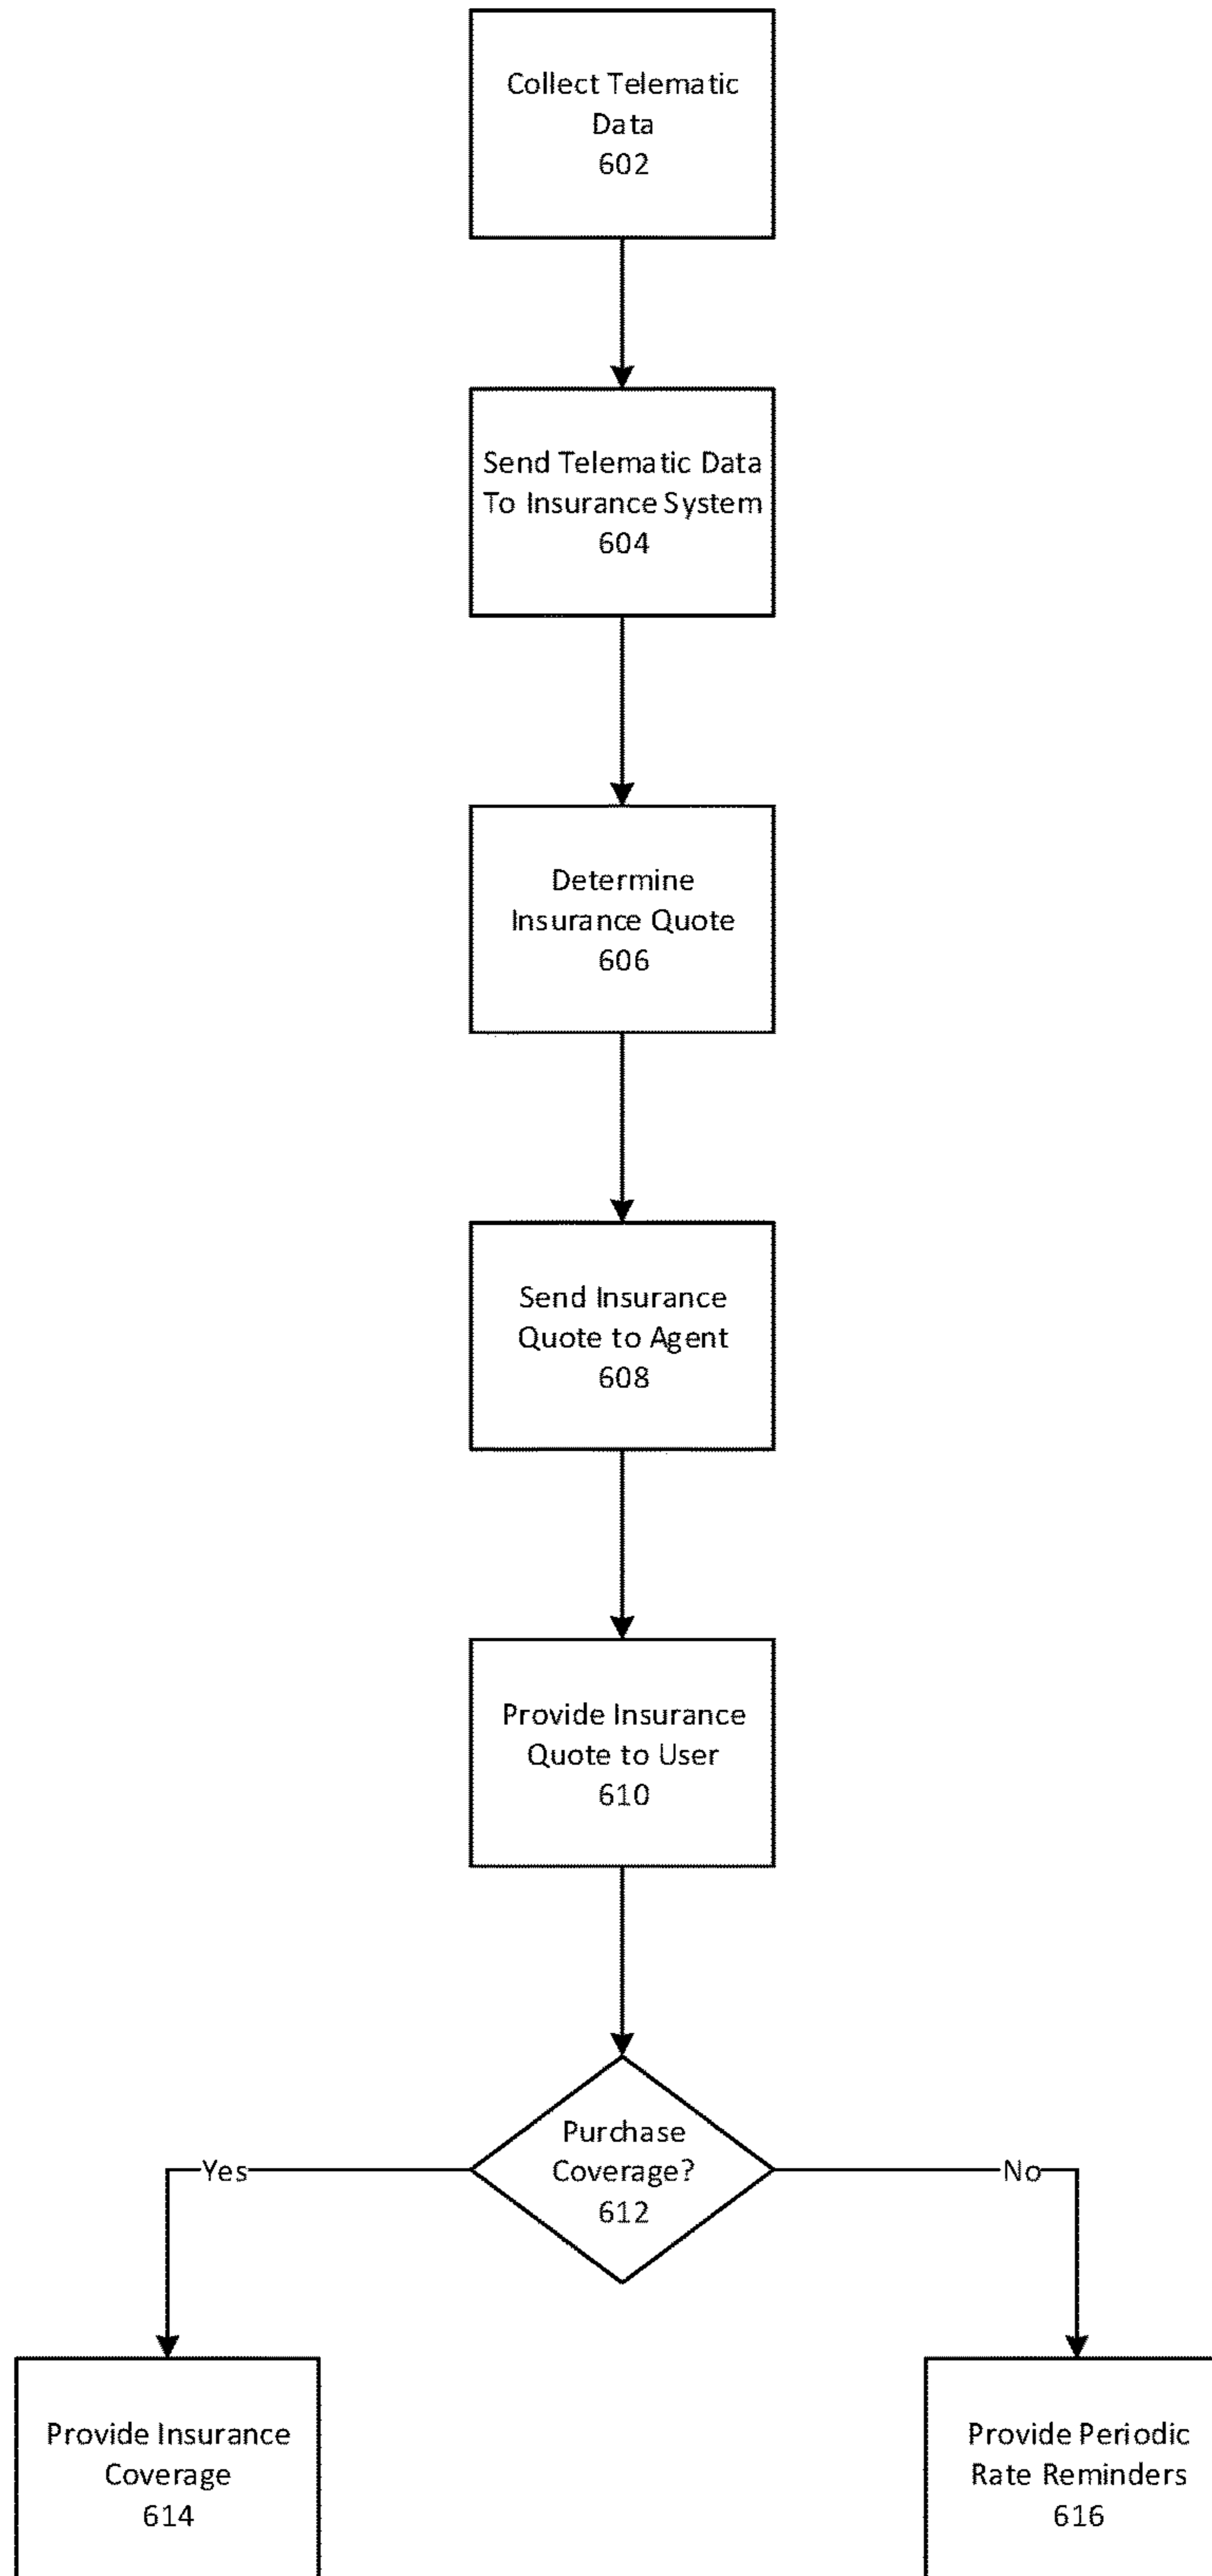 Collect Telematic
Data
602
Send Telematic Data
To Insurance System
604
Determine
Insurance Quote
606
Send Insurance
Quote to Agent
608
Provide Insurance
Quote to User
610
Purchase
Coverage?
612
Yes
No
Provide Insurance
Coverage
614
Provide Periodic
Rate Reminders
616